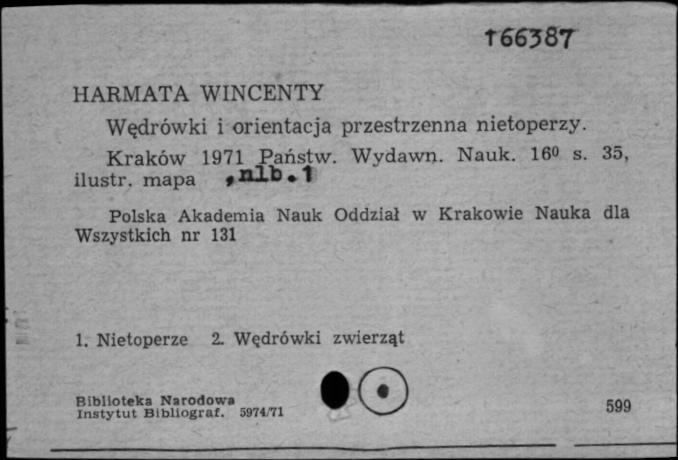 166387
HARMATA WINCENTY
Wędrówki i orientacja przestrzenna nietoperzy.
Kraków 1971 Państw. Wydawn. Nauk. 16⁰ s. 35,
ilustr. mapa , nlb. 1
Polska Akademia Nauk Oddział w Krakowie Nauka dla
Wszystkich nr 131
1. Nietoperze 2. Wędrówki zwierząt
Biblioteka Narodowa
Instytut Bibliograf. 5974/71
599